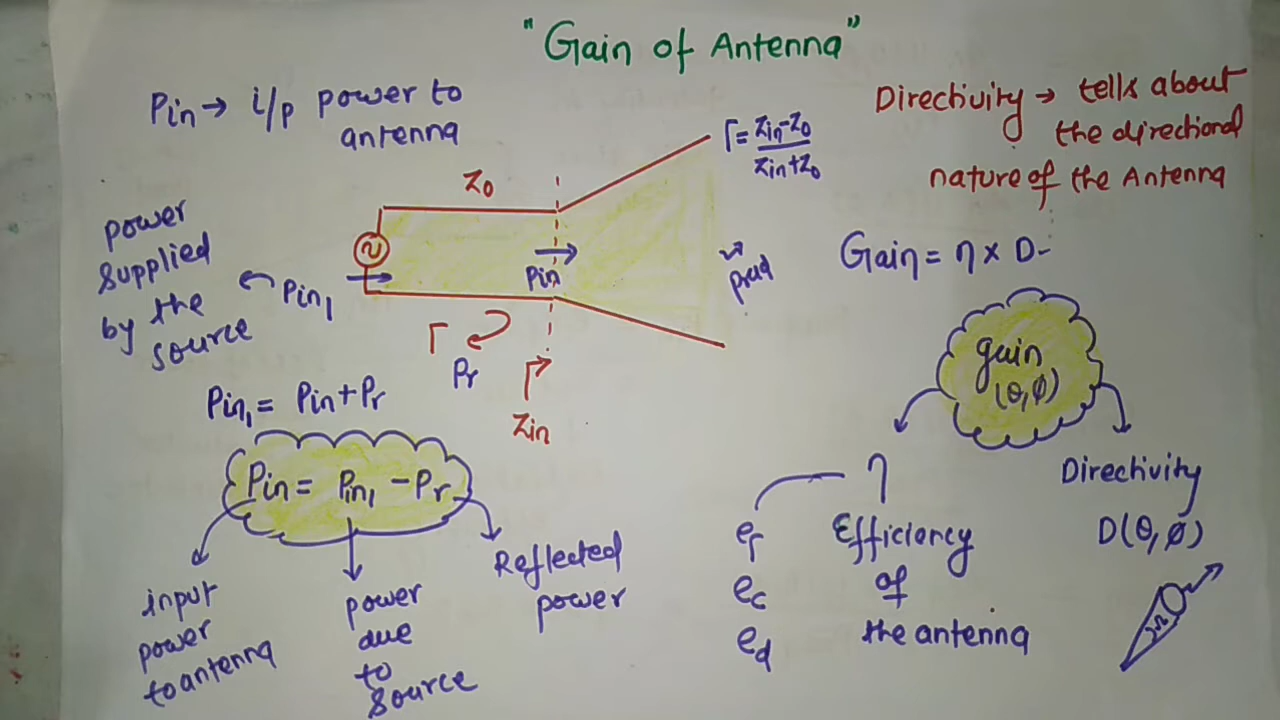 "Gain of Antenna"
Pin → i/p power to
antenna
Directivity → tells about
the directional
nature of the Antenna
Γ = Zin-Z0
Zin+Z0
Z0
power
supplied
by the
source
Pin1
Pin
Prad
Gain = η × D-
Γ
Pr
Zin
Pin1 = Pin + Pr
Pin = Pin1 - Pr
input
power
to antenna
power
due
to
source
Reflected
power
gain
(θ,ϕ)
η
Efficiency
of
the antenna
er
ec
ed
Directivity
D(θ,ϕ)